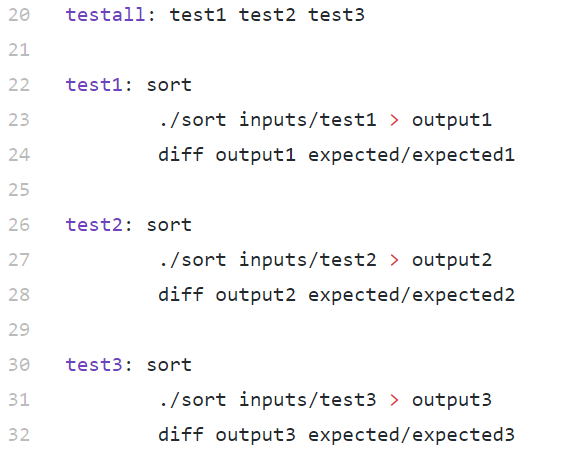 20 testall: test1 test2 test3
21
22 test1: sort
23 ./sort inputs/test1 > output1
24 diff output1 expected/expected1
25
26 test2: sort
27 ./sort inputs/test2 > output2
28 diff output2 expected/expected2
29
30 test3: sort
31 ./sort inputs/test3 > output3
32 diff output3 expected/expected3